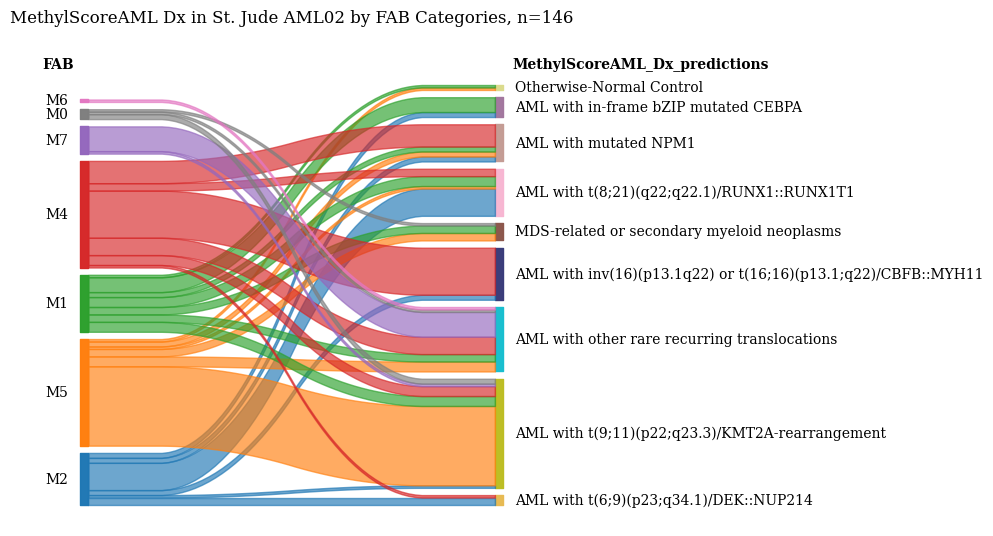 MethylScoreAML Dx in St. Jude AML02 by FAB Categories, n=146
FAB
MethylScoreAML_Dx_predictions
M6
M0
M7
M4
M1
M5
M2
Otherwise-Normal Control
AML with in-frame bZIP mutated CEBPA
AML with mutated NPM1
AML with t(8;21)(q22;q22.1)/RUNX1::RUNX1T1
MDS-related or secondary myeloid neoplasms
AML with inv(16)(p13.1q22) or t(16;16)(p13.1;q22)/CBFB::MYH11
AML with other rare recurring translocations
AML with t(9;11)(p22;q23.3)/KMT2A-rearrangement
AML with t(6;9)(p23;q34.1)/DEK::NUP214